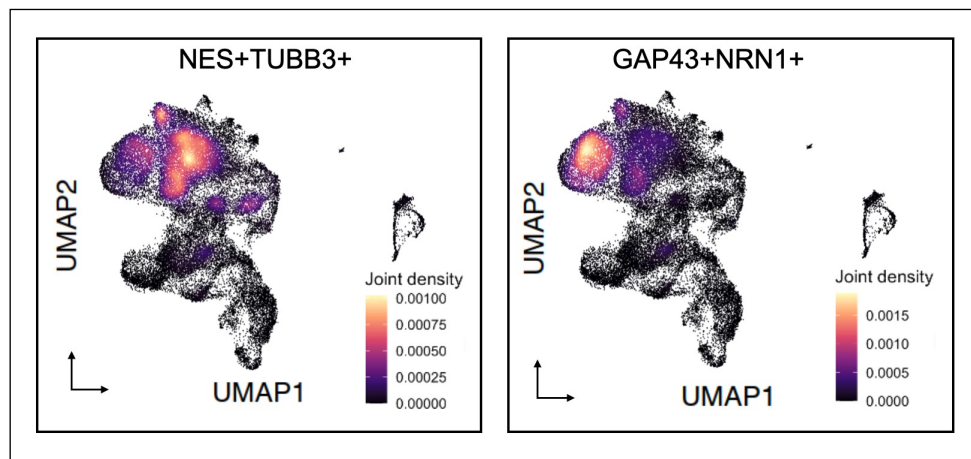 NES+TUBB3+
UMAP2
Joint density
0.00100
0.00075
0.00050
0.00025
0.00000
UMAP1
GAP43+NRN1+
UMAP2
Joint density
0.0015
0.0010
0.0005
0.0000
UMAP1